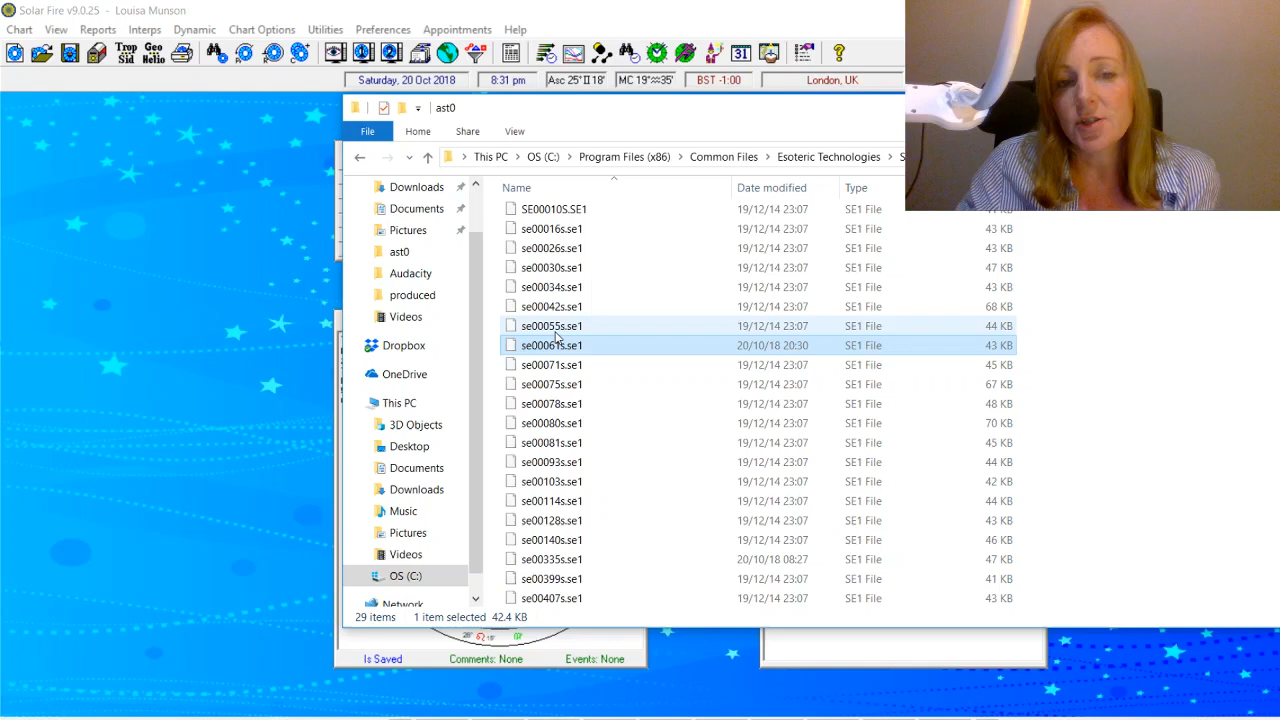 Solar Fire v9.0.25 - Louisa Munson
Chart View Reports Interps Dynamic Chart Options Utilities Preferences Appointments Help
Trop Sid Geo Helio 1 2 31 ?
Saturday, 20 Oct 2018 8:31 pm Asc 25°II18' MC 19°♒35' BST -1:00 London, UK
ast0
File Home Share View
This PC OS (C:) Program Files (x86) Common Files Esoteric Technologies S
Name Date modified Type
Downloads
Documents
Pictures
ast0
Audacity
produced
Videos
Dropbox
OneDrive
This PC
3D Objects
Desktop
Documents
Downloads
Music
Pictures
Videos
OS (C:)
Network
SE00010S.SE1 19/12/14 23:07 SE1 File KB
se00016s.se1 19/12/14 23:07 SE1 File 43 KB
se00026s.se1 19/12/14 23:07 SE1 File 43 KB
se00030s.se1 19/12/14 23:07 SE1 File 47 KB
se00034s.se1 19/12/14 23:07 SE1 File 43 KB
se00042s.se1 19/12/14 23:07 SE1 File 68 KB
se00055s.se1 19/12/14 23:07 SE1 File 44 KB
se00061s.se1 20/10/18 20:30 SE1 File 43 KB
se00071s.se1 19/12/14 23:07 SE1 File 45 KB
se00075s.se1 19/12/14 23:07 SE1 File 67 KB
se00078s.se1 19/12/14 23:07 SE1 File 48 KB
se00080s.se1 19/12/14 23:07 SE1 File 70 KB
se00081s.se1 19/12/14 23:07 SE1 File 45 KB
se00093s.se1 19/12/14 23:07 SE1 File 44 KB
se00103s.se1 19/12/14 23:07 SE1 File 42 KB
se00114s.se1 19/12/14 23:07 SE1 File 44 KB
se00128s.se1 19/12/14 23:07 SE1 File 43 KB
se00140s.se1 19/12/14 23:07 SE1 File 46 KB
se00335s.se1 20/10/18 08:27 SE1 File 47 KB
se00399s.se1 19/12/14 23:07 SE1 File 41 KB
se00407s.se1 19/12/14 23:07 SE1 File 43 KB
29 items 1 item selected 42.4 KB
Is Saved Comments: None Events: None